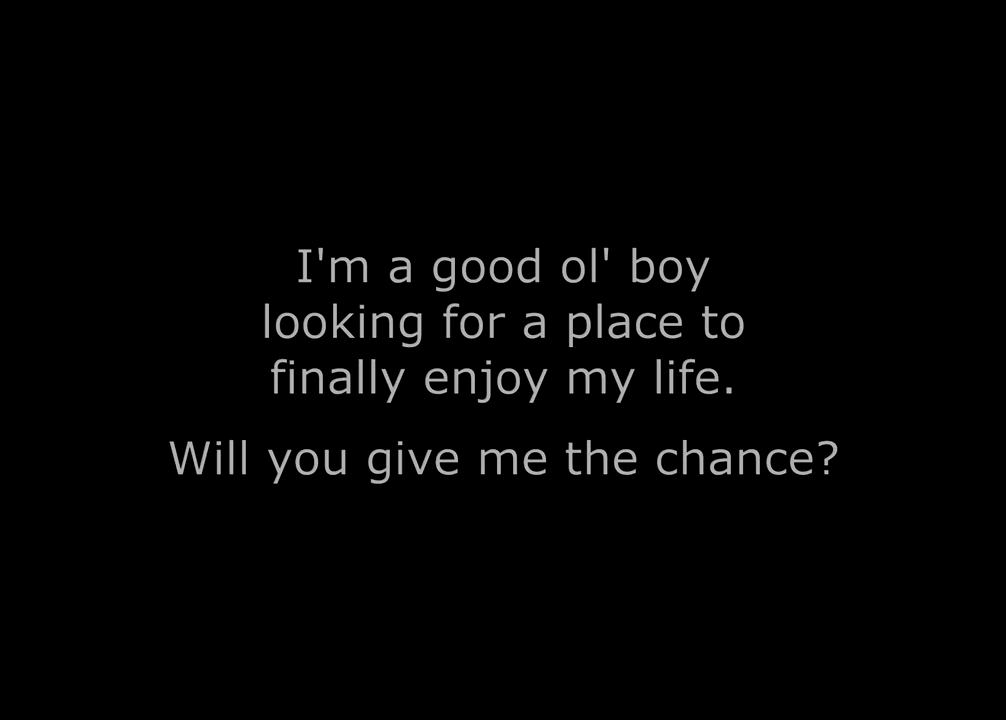 I'm a good ol' boy
looking for a place to
finally enjoy my life.
Will you give me the chance?